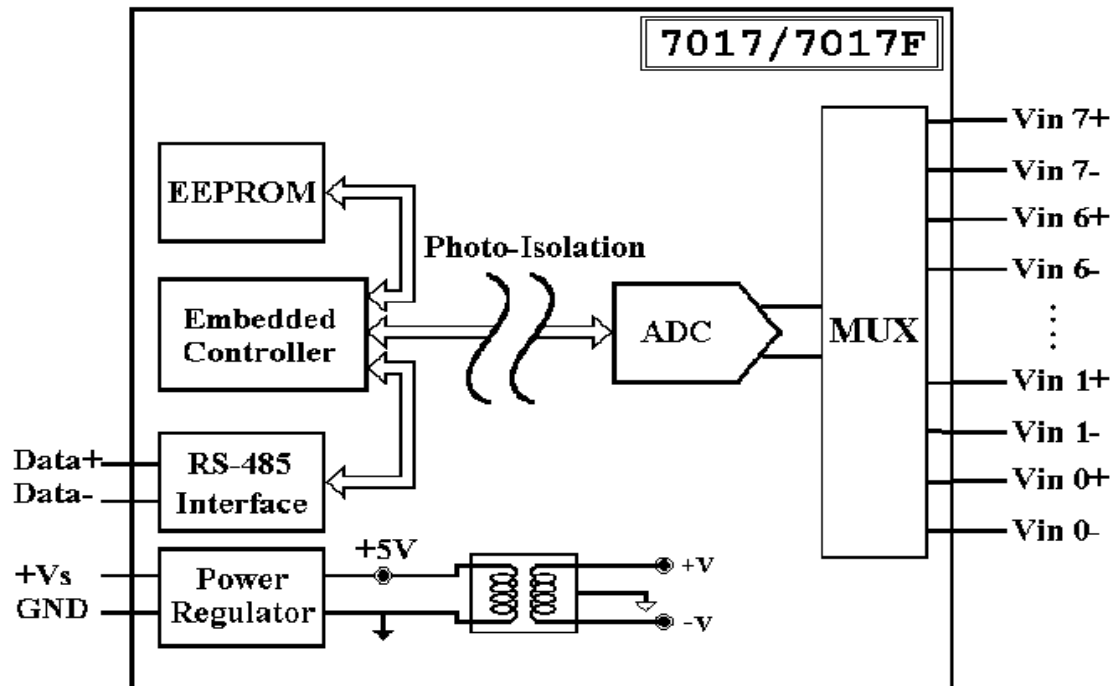 7017/7017F
EEPROM
Photo-Isolation
Embedded
Controller
ADC
MUX
Vin 7+
Vin 7-
Vin 6+
Vin 6-
Vin 1+
Vin 1-
Vin 0+
Vin 0-
Data+
Data-
RS-485
Interface
+Vs
GND
Power
Regulator
+5V
+V
-V